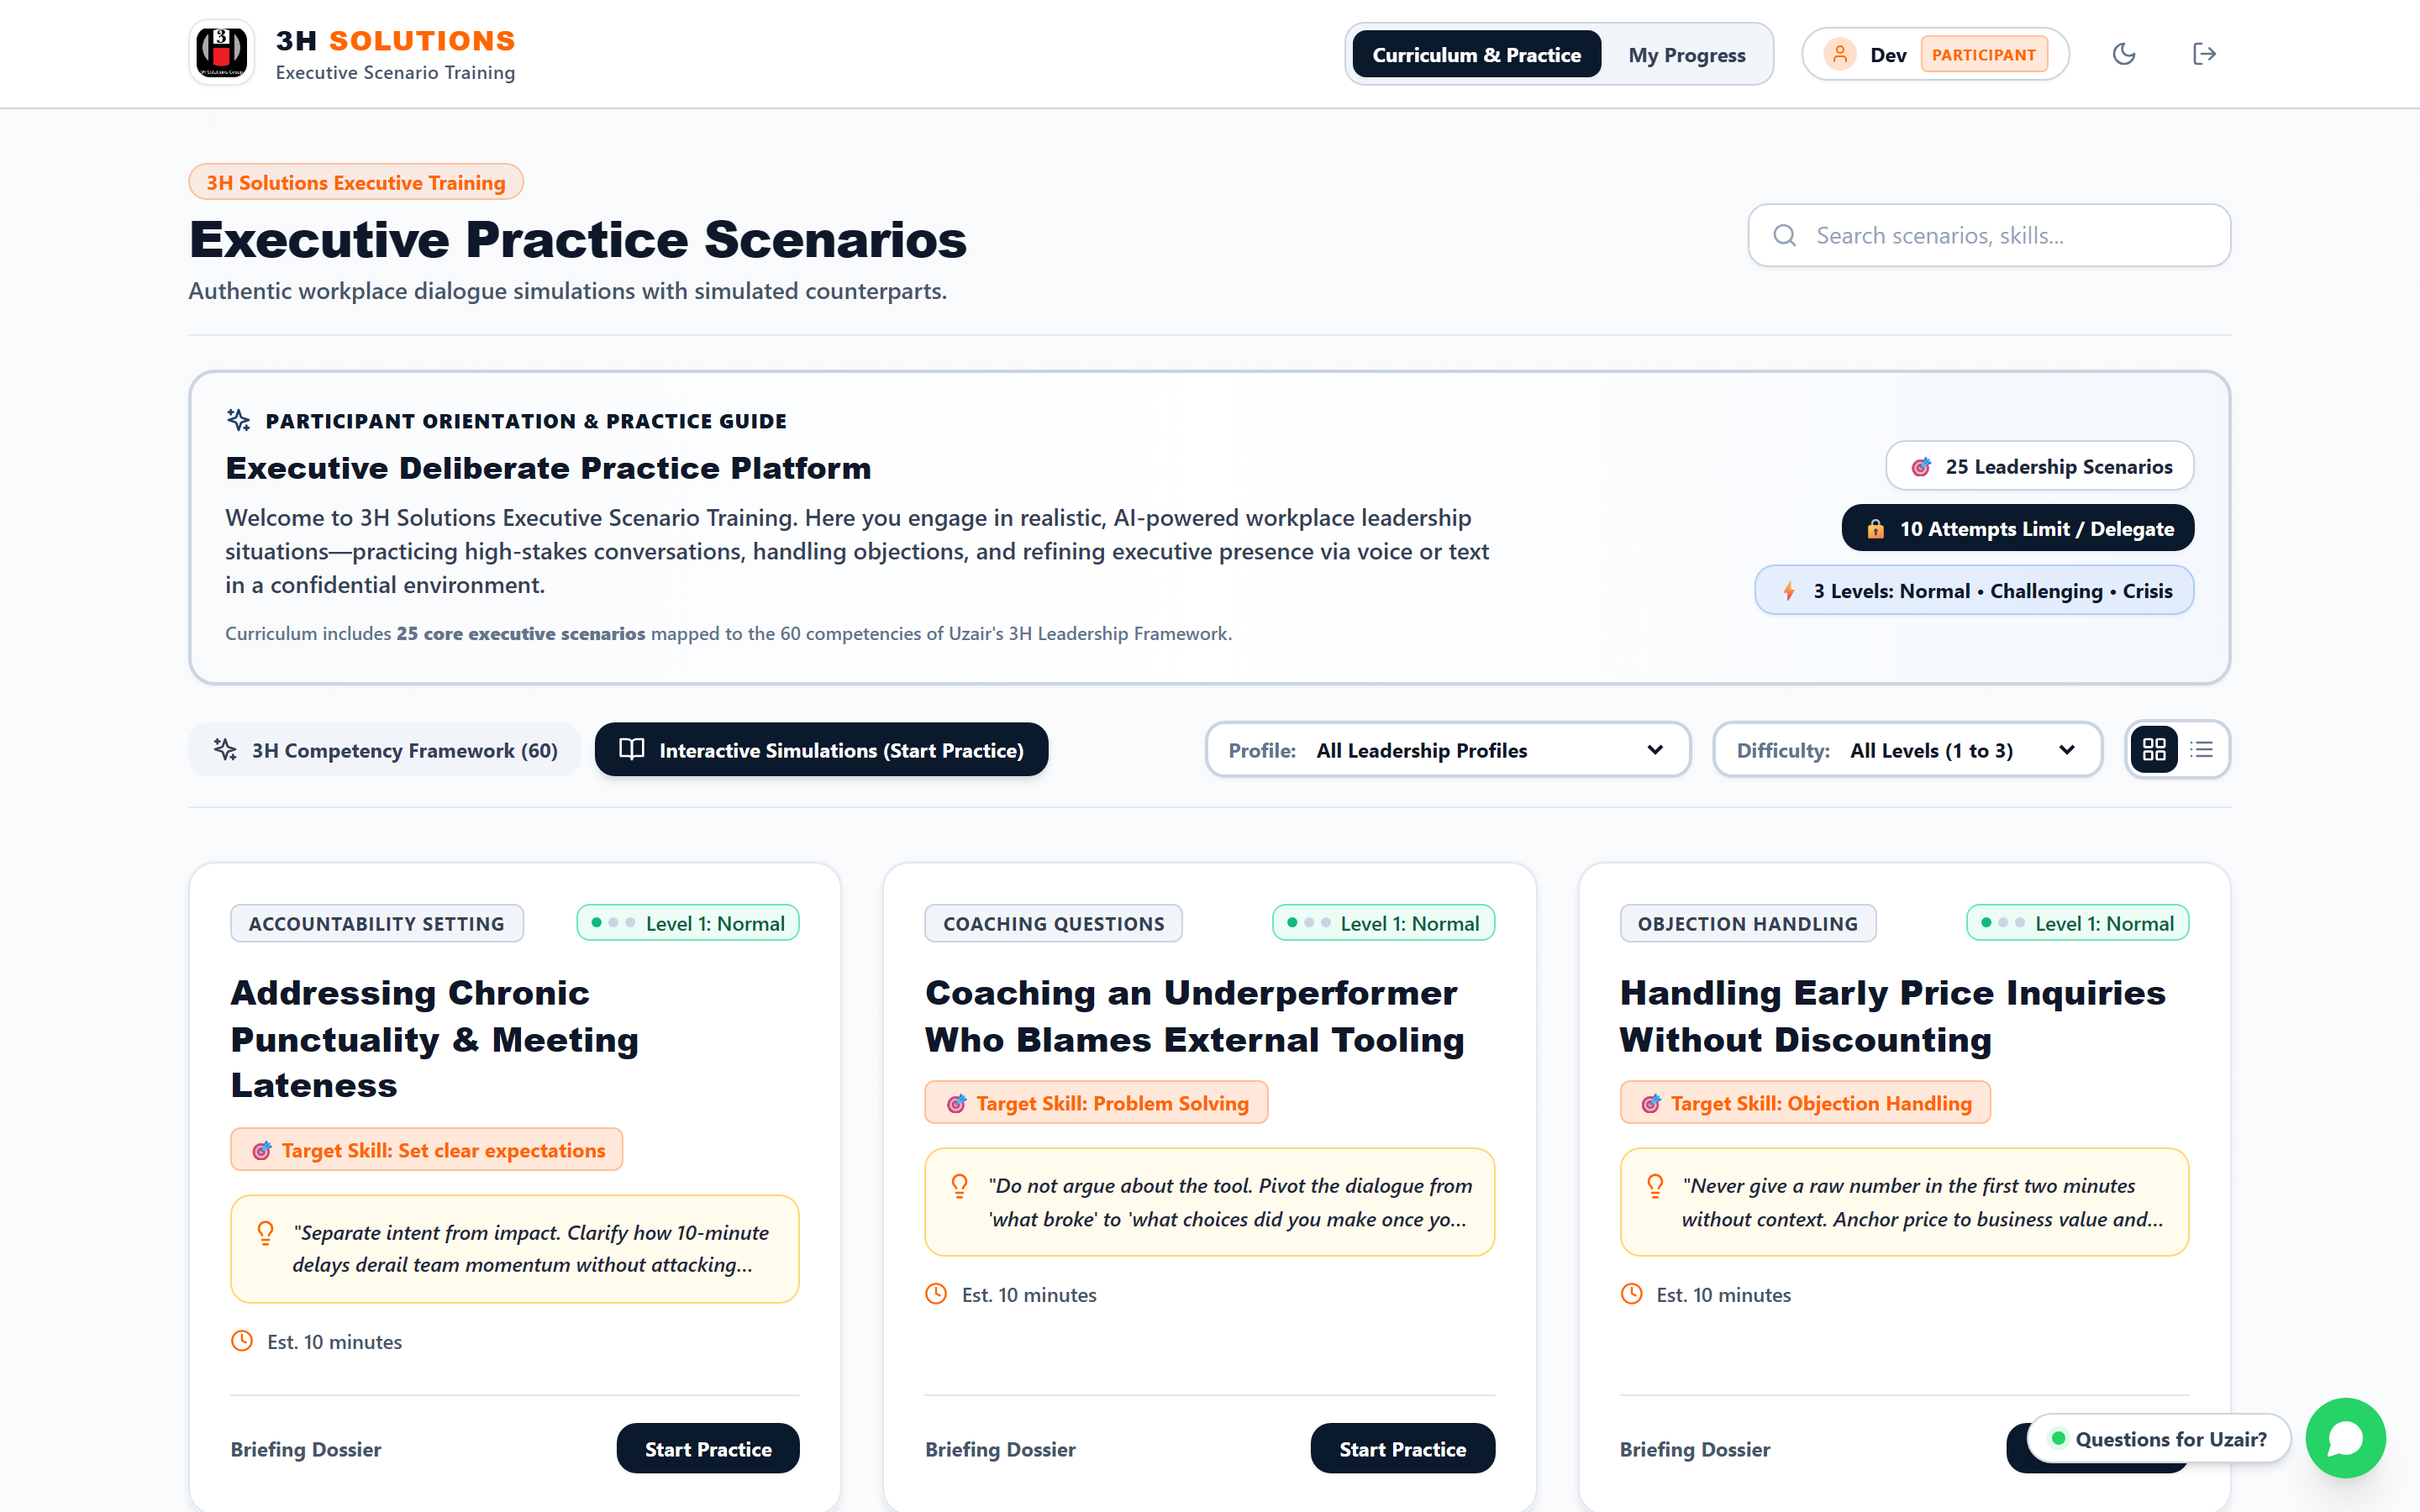 3H SOLUTIONS
Executive Scenario Training
Curriculum & Practice
My Progress
Dev
PARTICIPANT
3H Solutions Executive Training
Executive Practice Scenarios
Authentic workplace dialogue simulations with simulated counterparts.
Search scenarios, skills...
PARTICIPANT ORIENTATION & PRACTICE GUIDE
Executive Deliberate Practice Platform
Welcome to 3H Solutions Executive Scenario Training. Here you engage in realistic, AI-powered workplace leadership
situations—practicing high-stakes conversations, handling objections, and refining executive presence via voice or text
in a confidential environment.
Curriculum includes 25 core executive scenarios mapped to the 60 competencies of Uzair's 3H Leadership Framework.
25 Leadership Scenarios
10 Attempts Limit / Delegate
3 Levels: Normal • Challenging • Crisis
3H Competency Framework (60)
Interactive Simulations (Start Practice)
Profile: All Leadership Profiles
Difficulty: All Levels (1 to 3)
ACCOUNTABILITY SETTING
Level 1: Normal
Addressing Chronic
Punctuality & Meeting
Lateness
Target Skill: Set clear expectations
"Separate intent from impact. Clarify how 10-minute
delays derail team momentum without attacking...
Est. 10 minutes
Briefing Dossier
Start Practice
COACHING QUESTIONS
Level 1: Normal
Coaching an Underperformer
Who Blames External Tooling
Target Skill: Problem Solving
"Do not argue about the tool. Pivot the dialogue from
'what broke' to 'what choices did you make once yo...
Est. 10 minutes
Briefing Dossier
Start Practice
OBJECTION HANDLING
Level 1: Normal
Handling Early Price Inquiries
Without Discounting
Target Skill: Objection Handling
"Never give a raw number in the first two minutes
without context. Anchor price to business value and...
Est. 10 minutes
Briefing Dossier
Questions for Uzair?